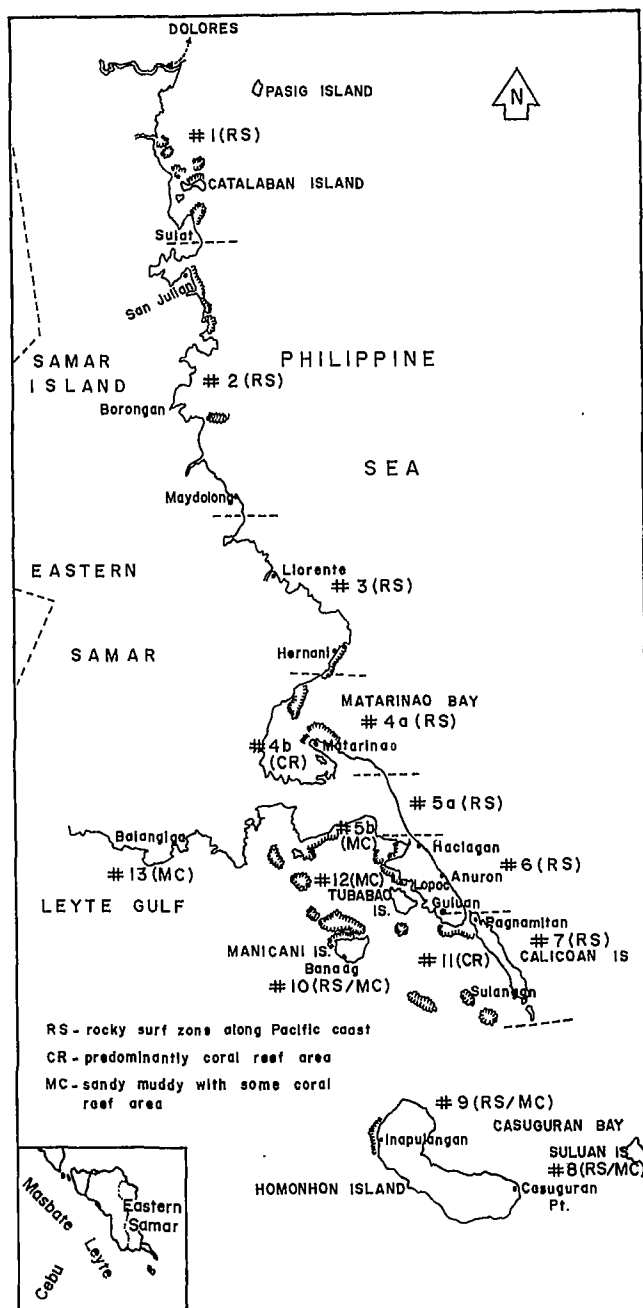 DOLORES
PASIG ISLAND
N
#1(RS)
CATALABAN ISLAND
Sulat
San Julian
SAMAR
ISLAND
PHILIPPINE
#2(RS)
Borongan
SEA
Maydolong
EASTERN
Llorente
#3(RS)
SAMAR
Hernani
MATARINAO BAY
#4a(RS)
#4b
(CR)
Matarinao
#5a(RS)
Balangiga
#5b
(MC)
Haclagan
#13(MC)
#6(RS)
Anuron
#12(MC)
Lopoc
LEYTE GULF
TUBABAO
IS.
Guiuan
Pagnamitan
#7(RS)
CALICOAN IS
MANICANI IS.
#11(CR)
Banaag
#10(RS/MC)
Sulangan
RS - rocky surf zone along Pacific coast
CR - predominantly coral reef area
MC - sandy muddy with some coral
reef area
#9(RS/MC)
CASUGURAN BAY
Inapulangan
SULUAN IS
#8(RS/MC)
HOMONHON ISLAND
Casuguran
Pt.
Eastern
Samar
Masbate
Leyte
Cebu